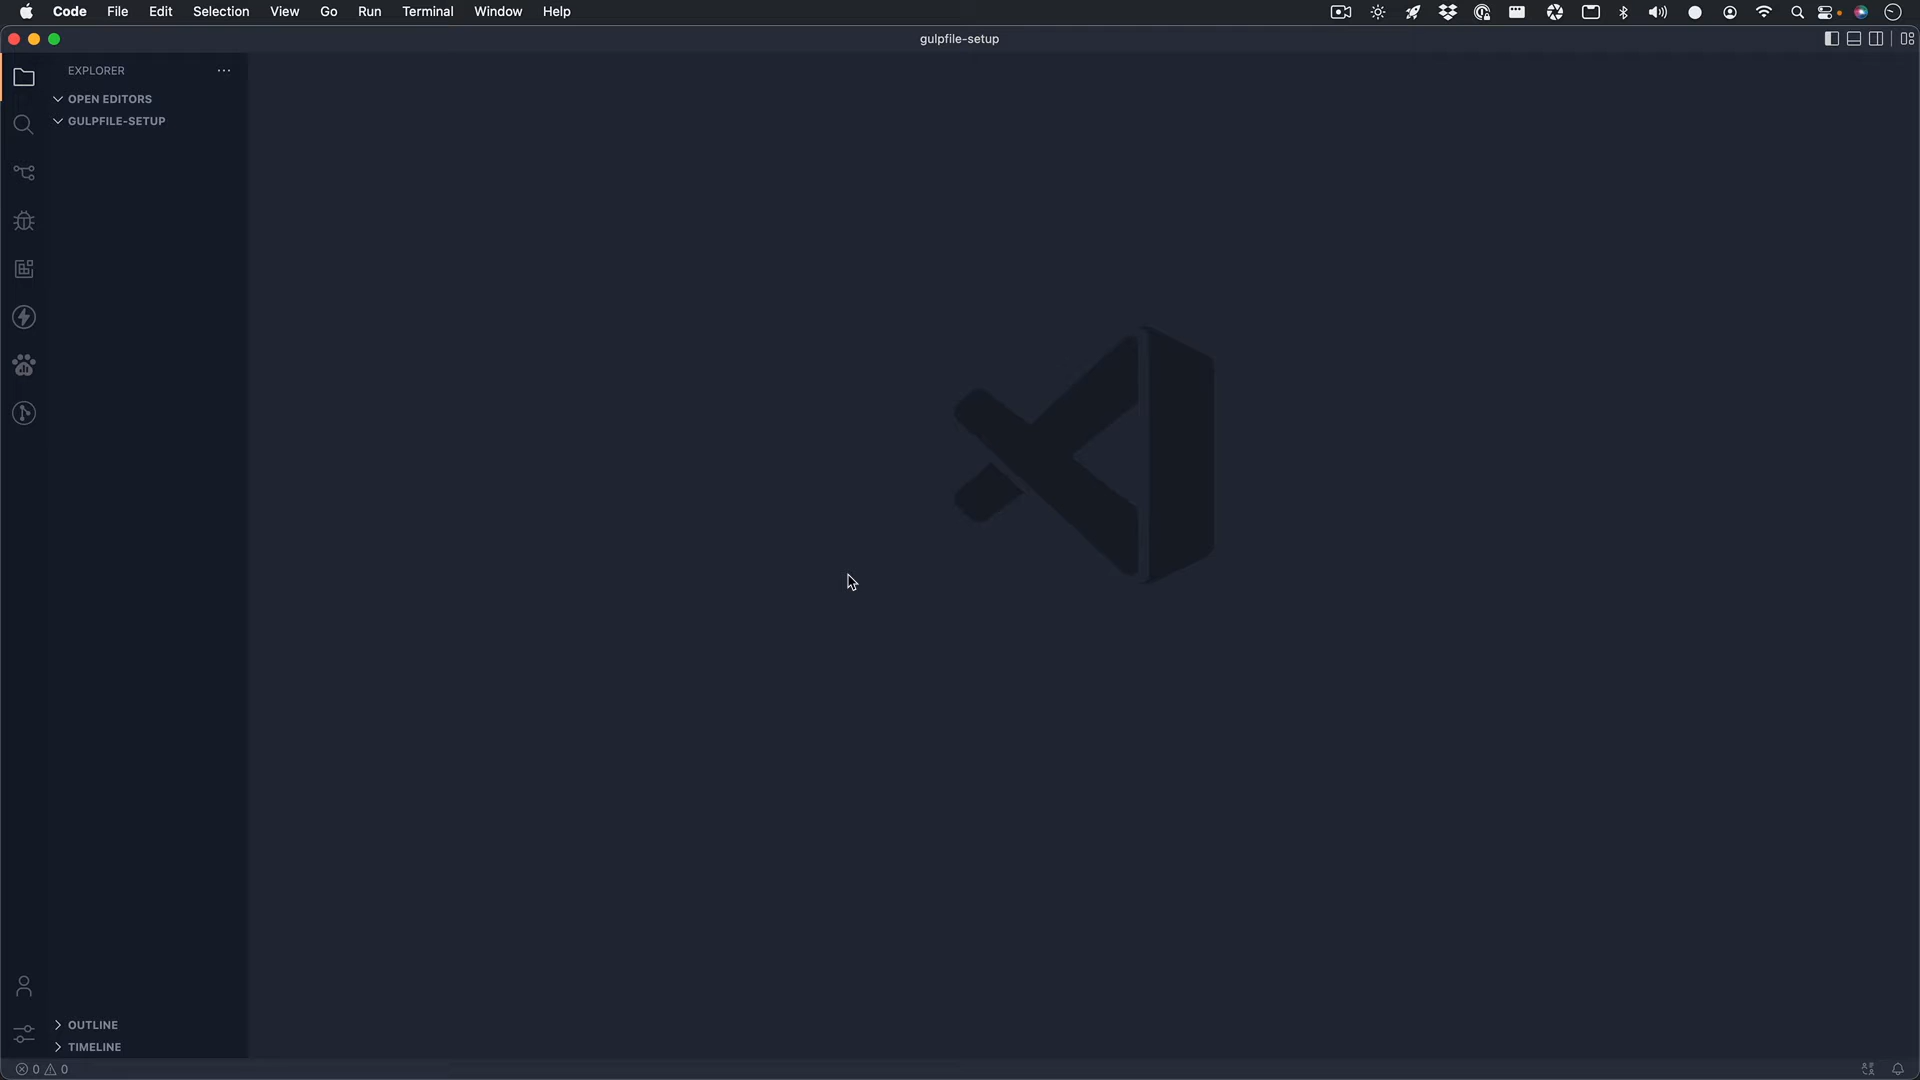 Code File Edit Selection View Go Run Terminal Window Help
gulpfile-setup
EXPLORER
OPEN EDITORS
GULPFILE-SETUP
OUTLINE
TIMELINE
0 0